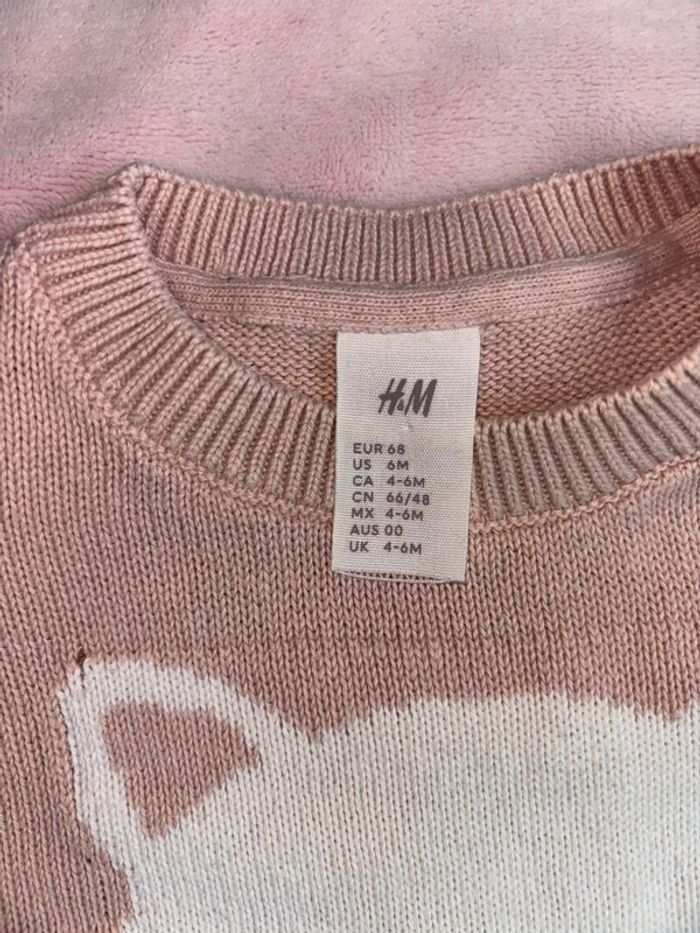 H&M
EUR 68
US 6M
CA 4-6M
CN 66/48
MX 4-6M
AUS 00
UK 4-6M